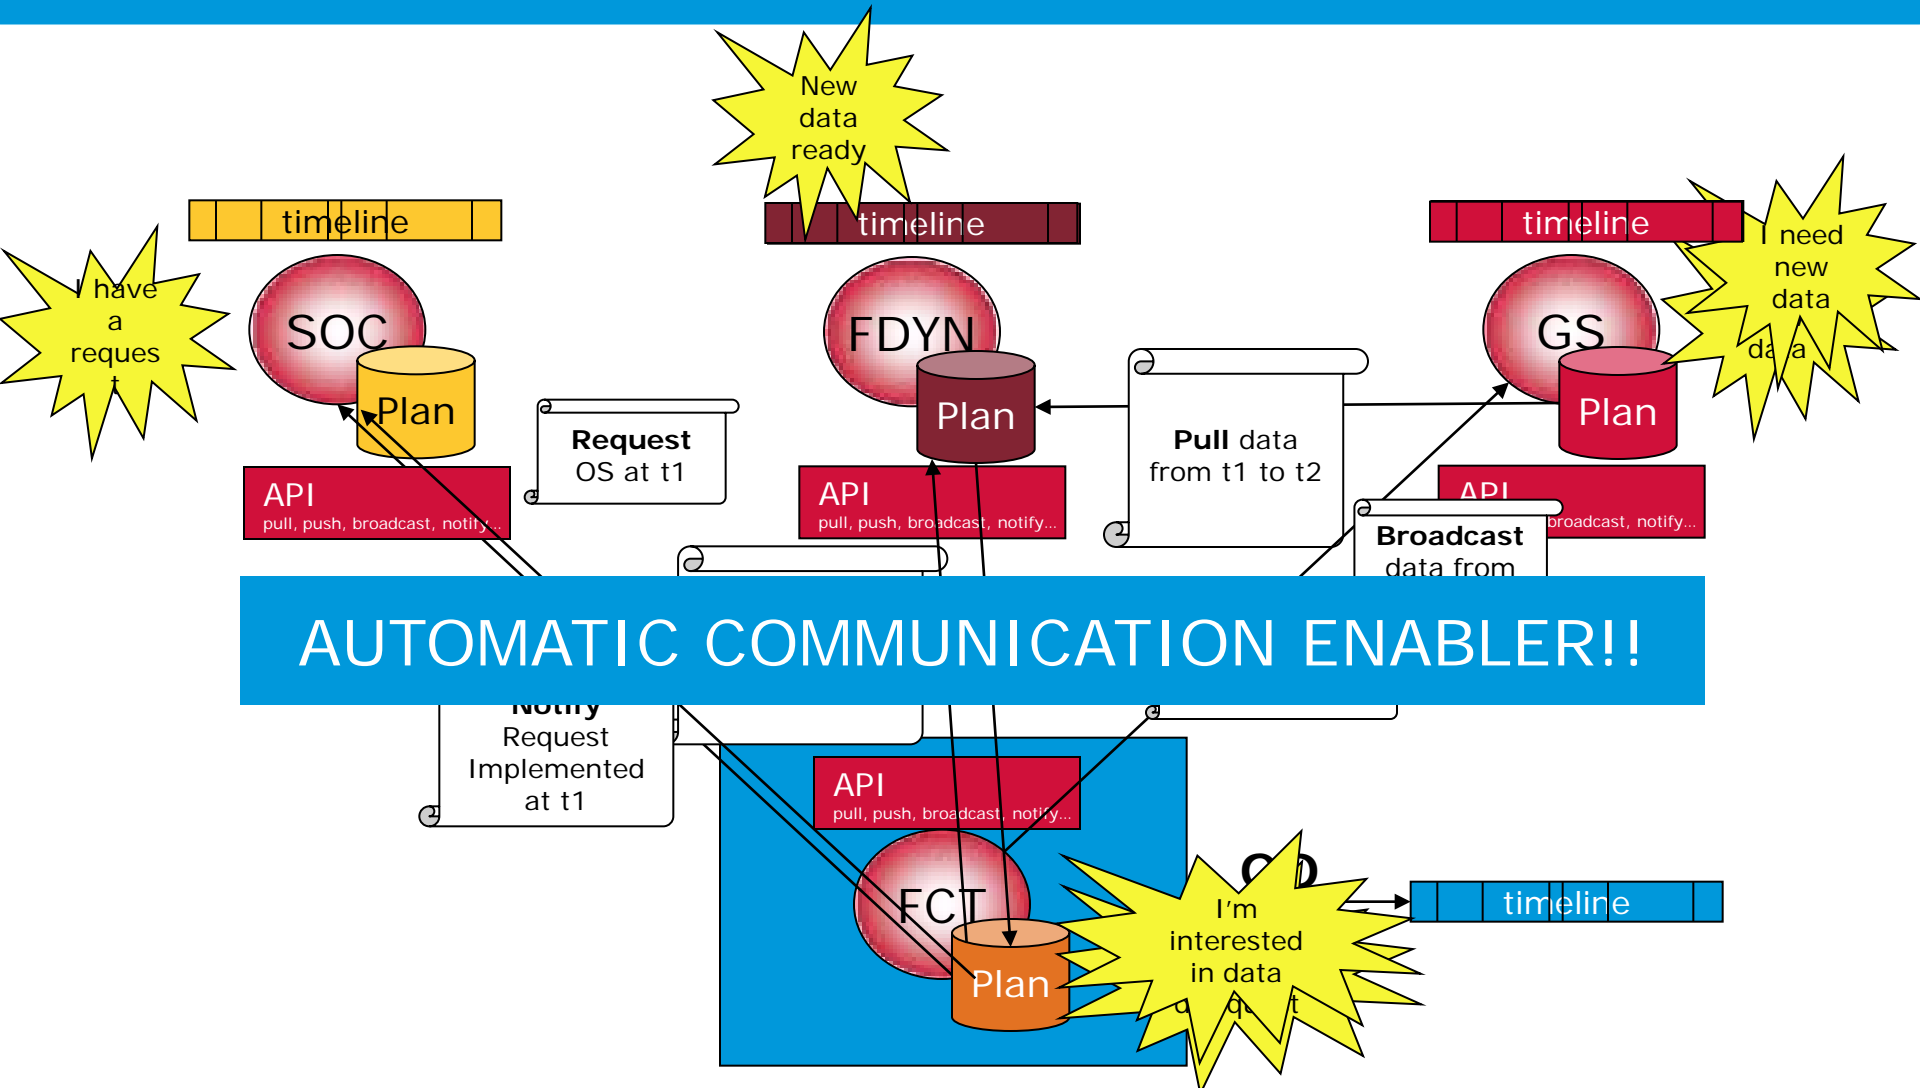 New
data
ready
timeline
timeline
timeline
I have
a
reques
t
I need
new
data
SOC
Plan
FDYN
Plan
GS
Plan
data
Request
OS at t1
Pull data
from t1 to t2
API
pull, push, broadcast, notify...
API
pull, push, broadcast, notify...
API
broadcast, notify...
Broadcast
data from
AUTOMATIC COMMUNICATION ENABLER!!
Notify
Request
Implemented
at t1
API
pull, push, broadcast, notify...
FCT
Plan
I'm
interested
in data
timeline